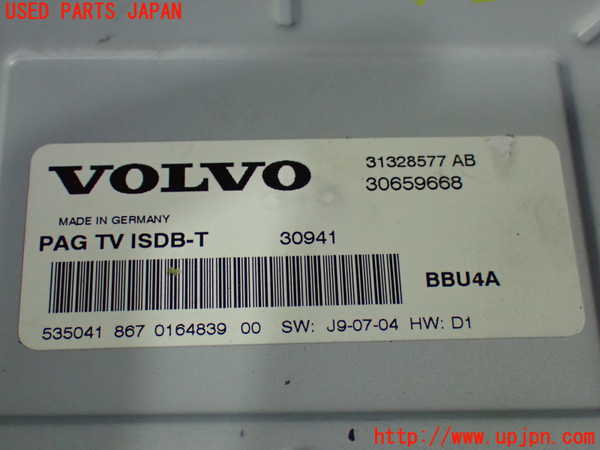 USED PARTS JAPAN
VOLVO
31328577 AB
30659668
MADE IN GERMANY
PAG TV ISDB-T 30941
BBU4A
535041 867 0164839 00 SW: J9-07-04 HW: D1
http://www.upjpn.com